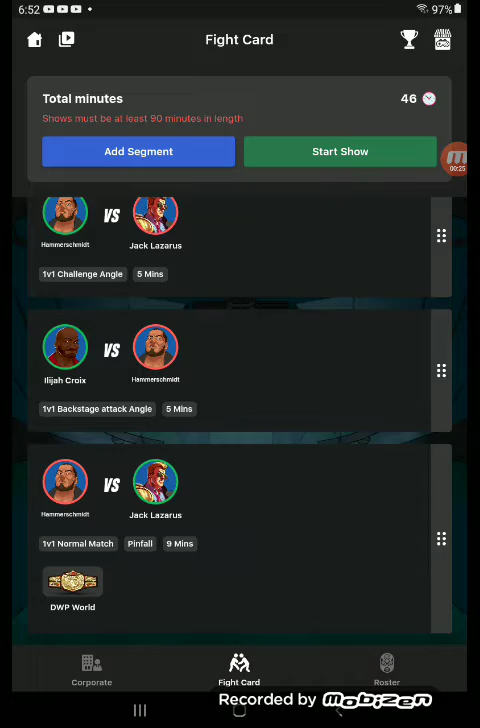 6:52
97%
Fight Card
Total minutes
46
Shows must be at least 90 minutes in length
Add Segment
Start Show
00:25
VS
Hammerschmidt
Jack Lazarus
1v1 Challenge Angle
5 Mins
VS
Ilijah Croix
Hammerschmidt
1v1 Backstage attack Angle
5 Mins
VS
Hammerschmidt
Jack Lazarus
1v1 Normal Match
Pinfall
9 Mins
DWP World
Corporate
Fight Card
Roster
Recorded by Mobizen